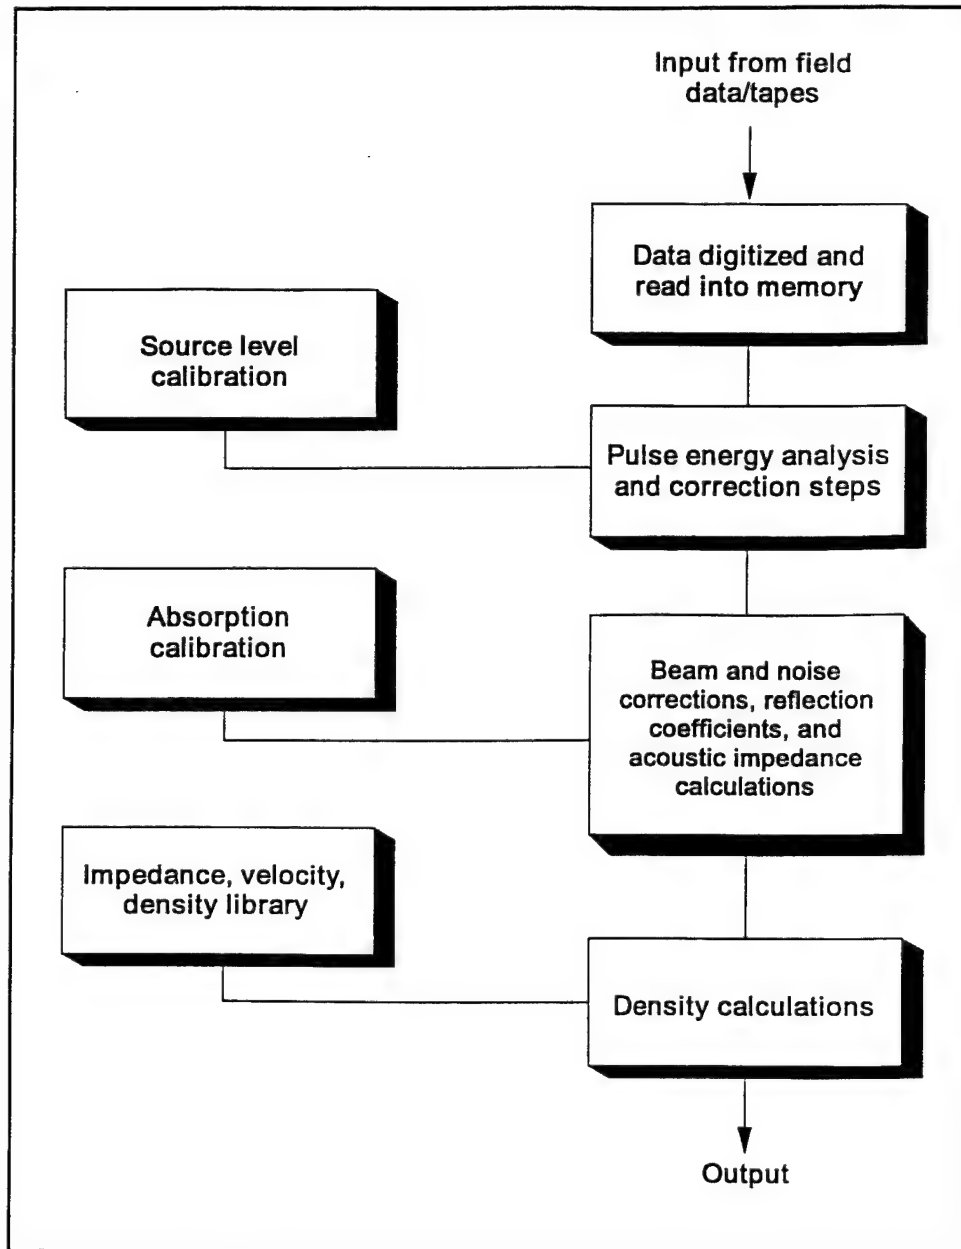 Input from field
data/tapes
Data digitized and
read into memory
Source level
calibration
Pulse energy analysis
and correction steps
Absorption
calibration
Beam and noise
corrections, reflection
coefficients, and
acoustic impedance
calculations
Impedance, velocity,
density library
Density calculations
Output